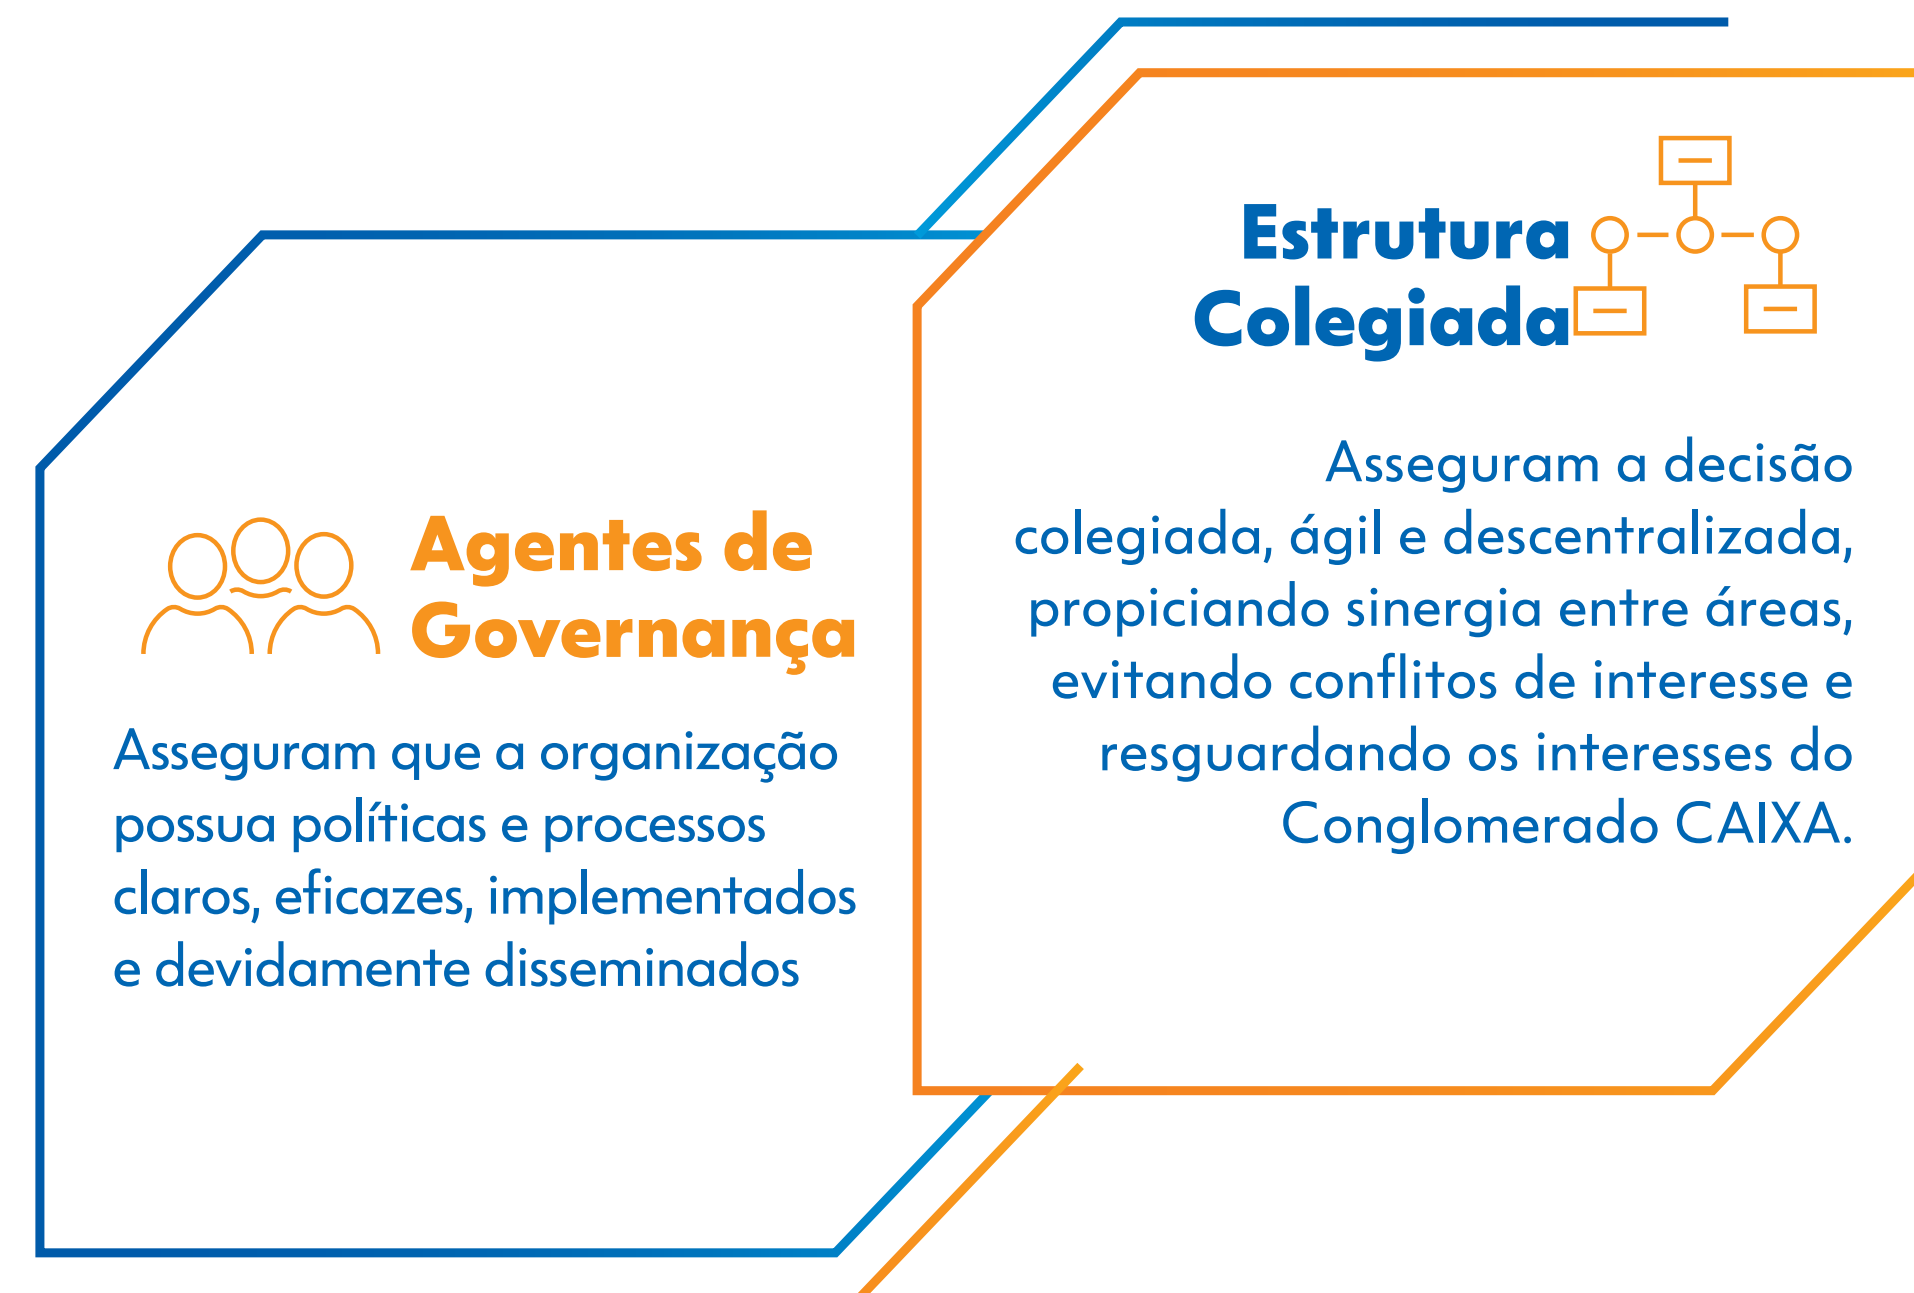 Agentes de
Governança
Asseguram que a organização
possua políticas e processos
claros, eficazes, implementados
e devidamente disseminados
Estrutura
Colegiada
Asseguram a decisão
colegiada, ágil e descentralizada,
propiciando sinergia entre áreas,
evitando conflitos de interesse e
resguardando os interesses do
Conglomerado CAIXA.